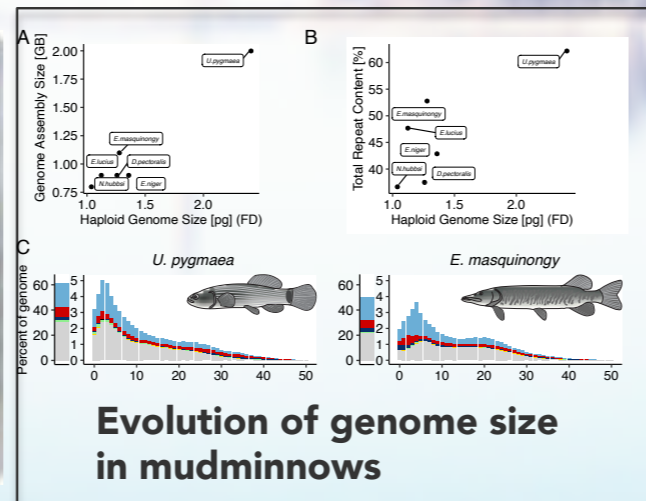 A
B
Genome Assembly Size [GB]
2.00
1.75
1.50
1.25
1.00
0.75
U.pygmaea
E.masquinongy
E.lucius
D.pectoralis
N.hubbsi
E.niger
1.0
1.5
2.0
Haploid Genome Size [pg] (FD)
Total Repeat Content [%]
60
55
50
45
40
U.pygmaea
E.masquinongy
E.lucius
E.niger
N.hubbsi
D.pectoralis
1.0
1.5
2.0
Haploid Genome Size [pg] (FD)
C
U. pygmaea
E. masquinongy
Percent of genome
60
40
20
0
5
4
3
2
1
0
0
10
20
30
40
50
60
40
20
0
5
4
3
2
1
0
0
10
20
30
40
50
Evolution of genome size
in mudminnows